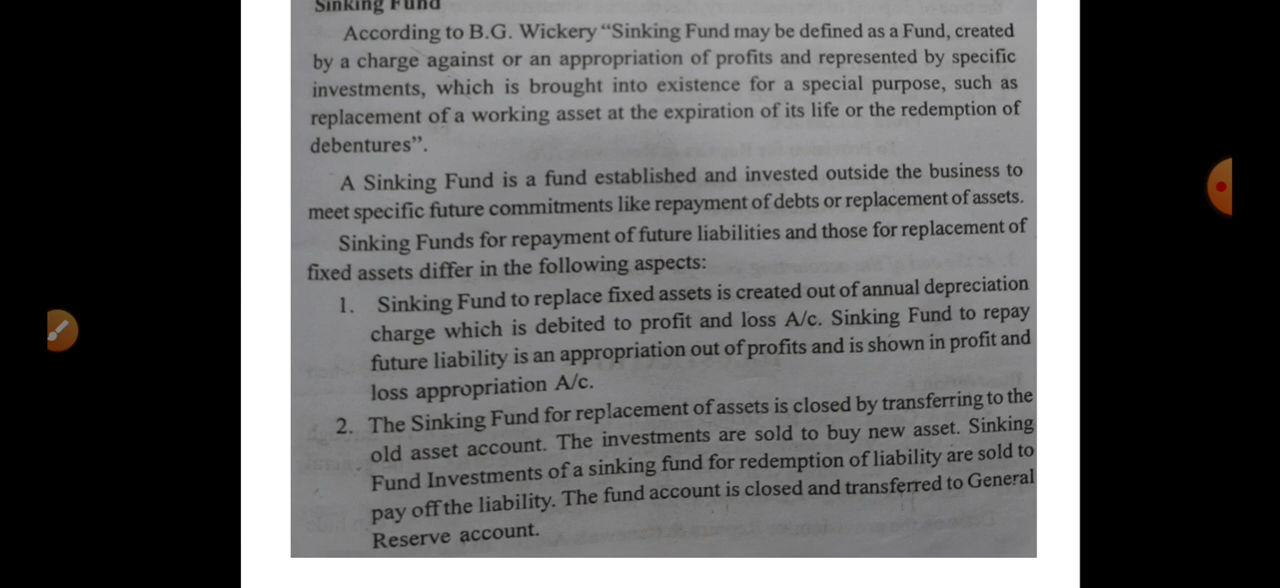 Sinking Fund
According to B.G. Wickery “Sinking Fund may be defined as a Fund, created
by a charge against or an appropriation of profits and represented by specific
investments, which is brought into existence for a special purpose, such as
replacement of a working asset at the expiration of its life or the redemption of
debentures”.
A Sinking Fund is a fund established and invested outside the business to
meet specific future commitments like repayment of debts or replacement of assets.
Sinking Funds for repayment of future liabilities and those for replacement of
fixed assets differ in the following aspects:
1. Sinking Fund to replace fixed assets is created out of annual depreciation
charge which is debited to profit and loss A/c. Sinking Fund to repay
future liability is an appropriation out of profits and is shown in profit and
loss appropriation A/c.
2. The Sinking Fund for replacement of assets is closed by transferring to the
old asset account. The investments are sold to buy new asset. Sinking
Fund Investments of a sinking fund for redemption of liability are sold to
pay off the liability. The fund account is closed and transferred to General
Reserve account.